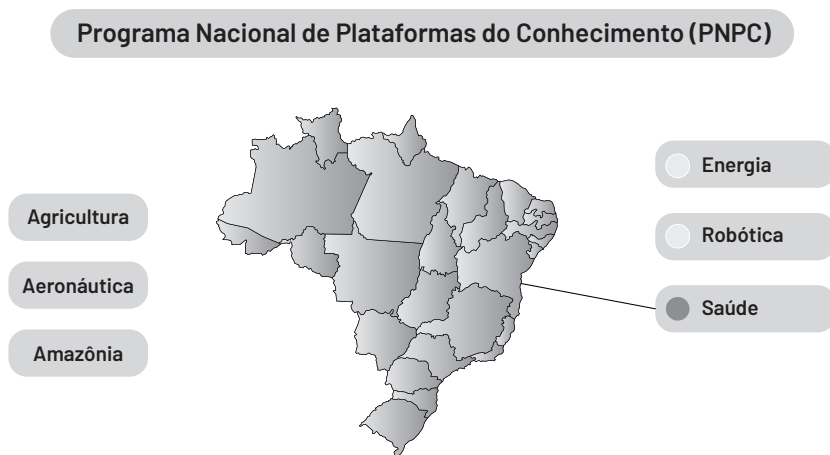 Programa Nacional de Plataformas do Conhecimento (PNPC)
Agricultura
Aeronáutica
Amazônia
Energia
Robótica
Saúde